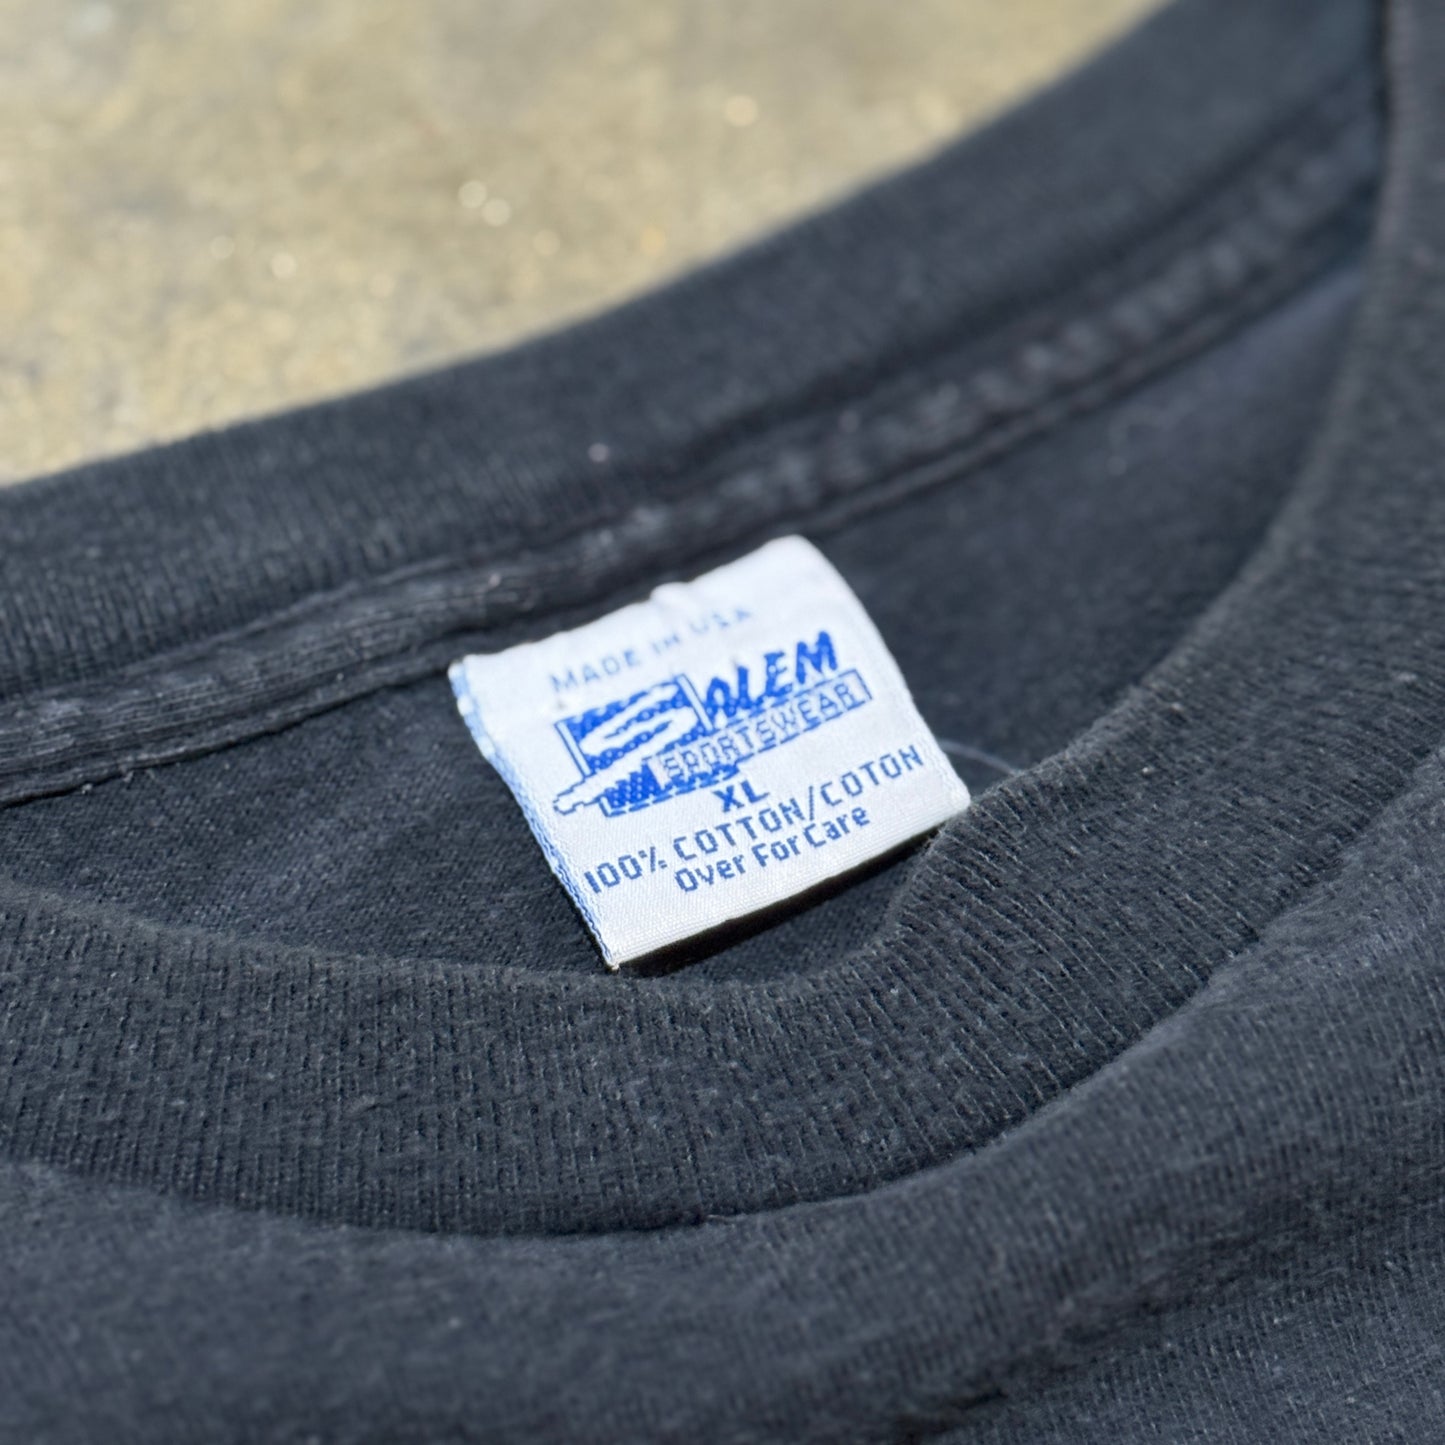 MADE IN USA
SALEM
SPORTSWEAR
XL
100% COTTON/COTON
Over For Care